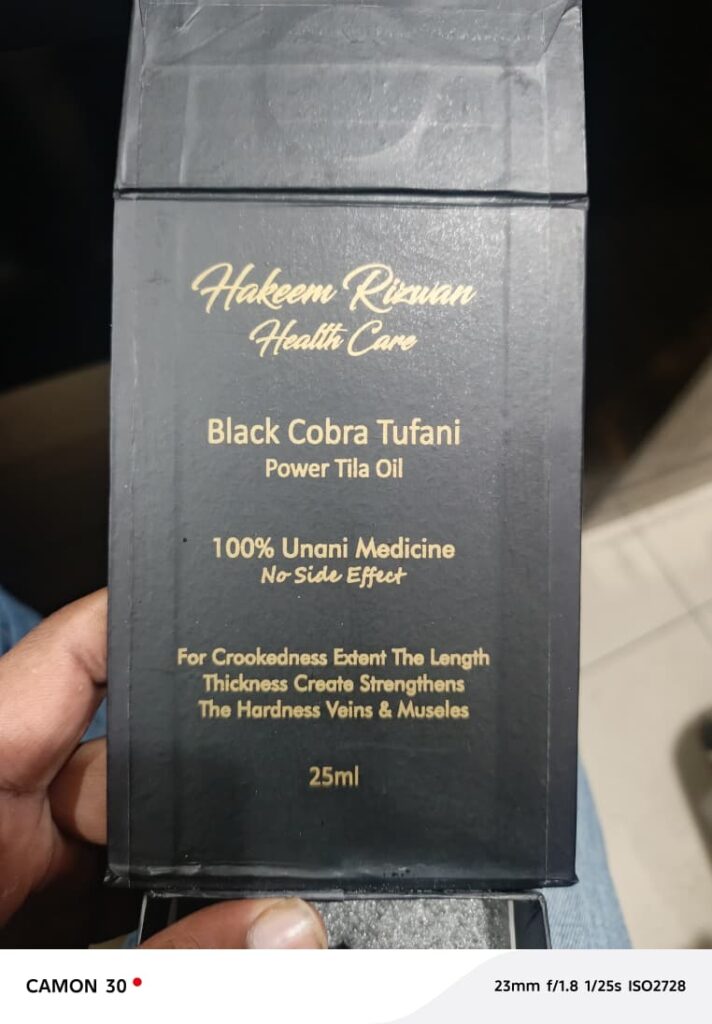 Hakeem Rizwan
Health Care
Black Cobra Tufani
Power Tila Oil
100% Unani Medicine
No Side Effect
For Crookedness Extent The Length
Thickness Create Strengthens
The Hardness Veins & Museles
25ml
CAMON 30
23mm f/1.8 1/25s ISO2728